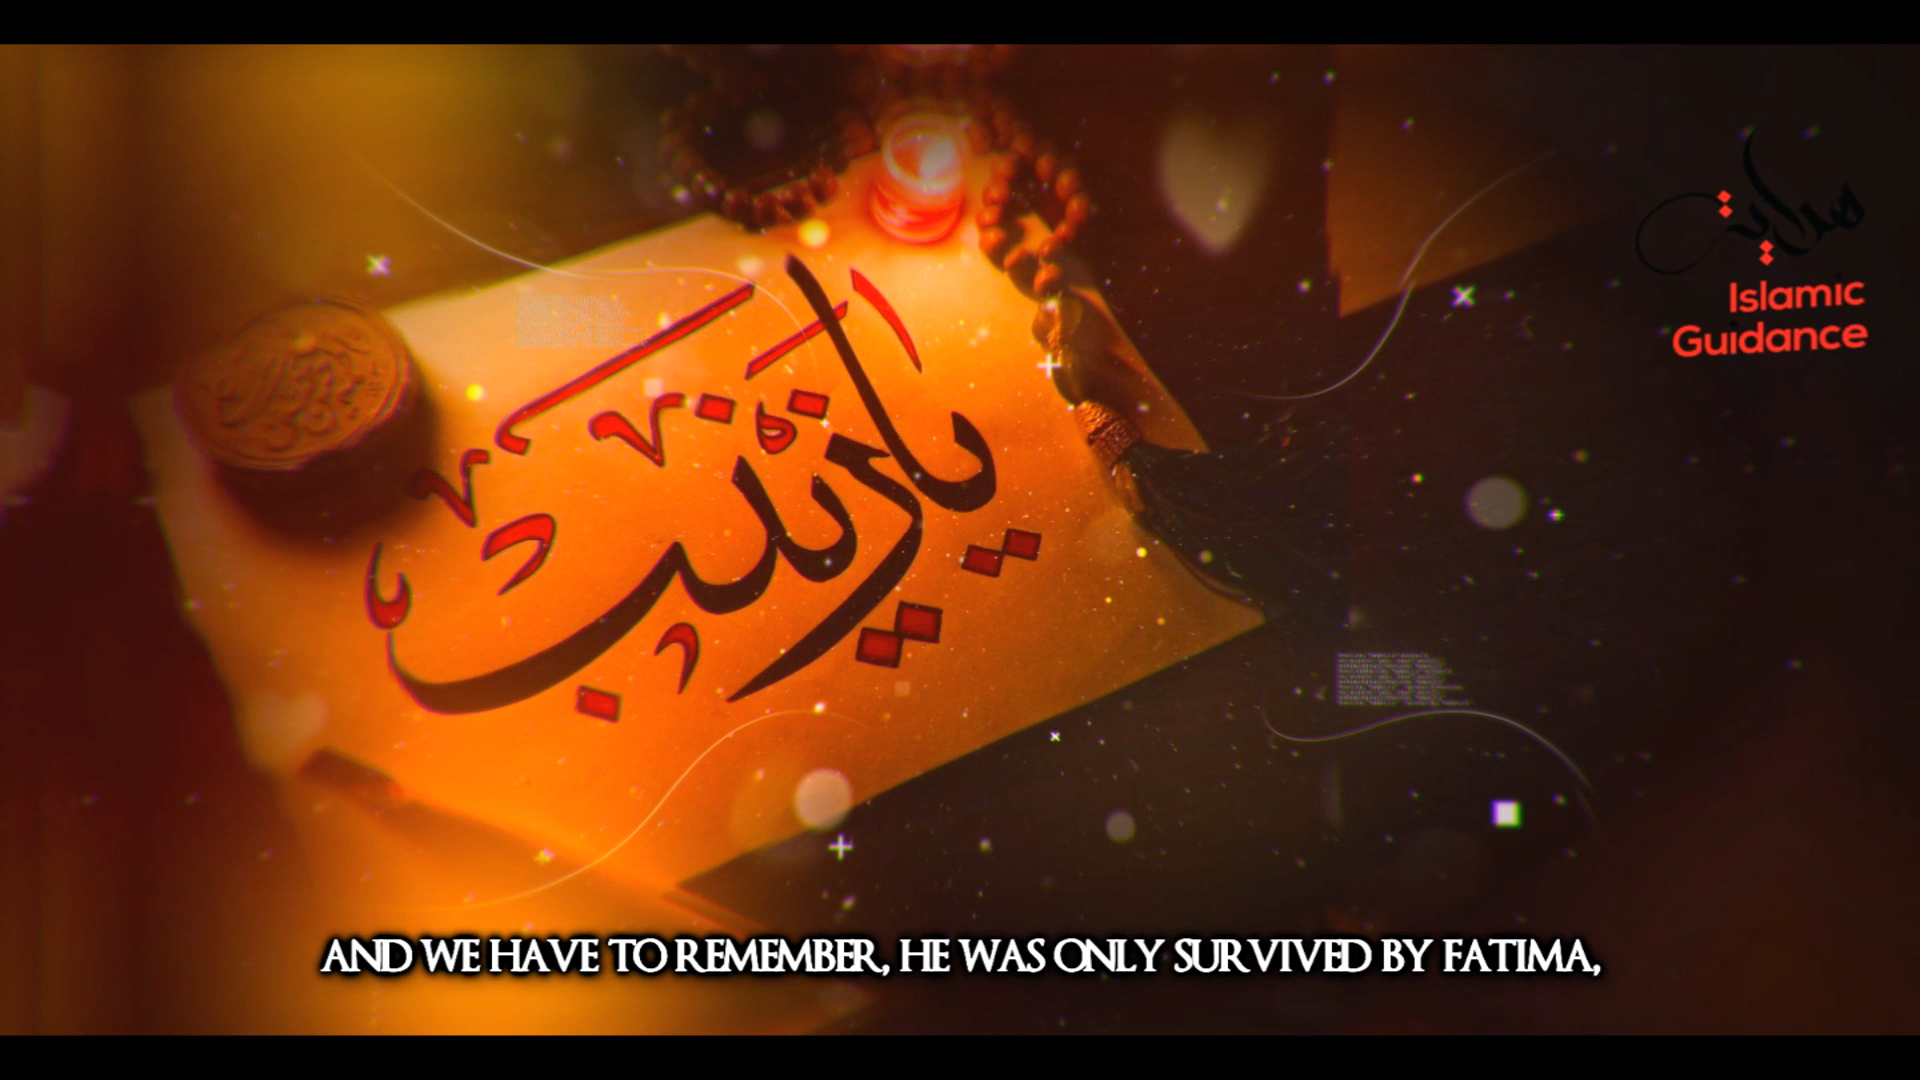 هداية
Islamic
Guidance
يا زينب
AND WE HAVE TO REMEMBER, HE WAS ONLY SURVIVED BY FATIMA,